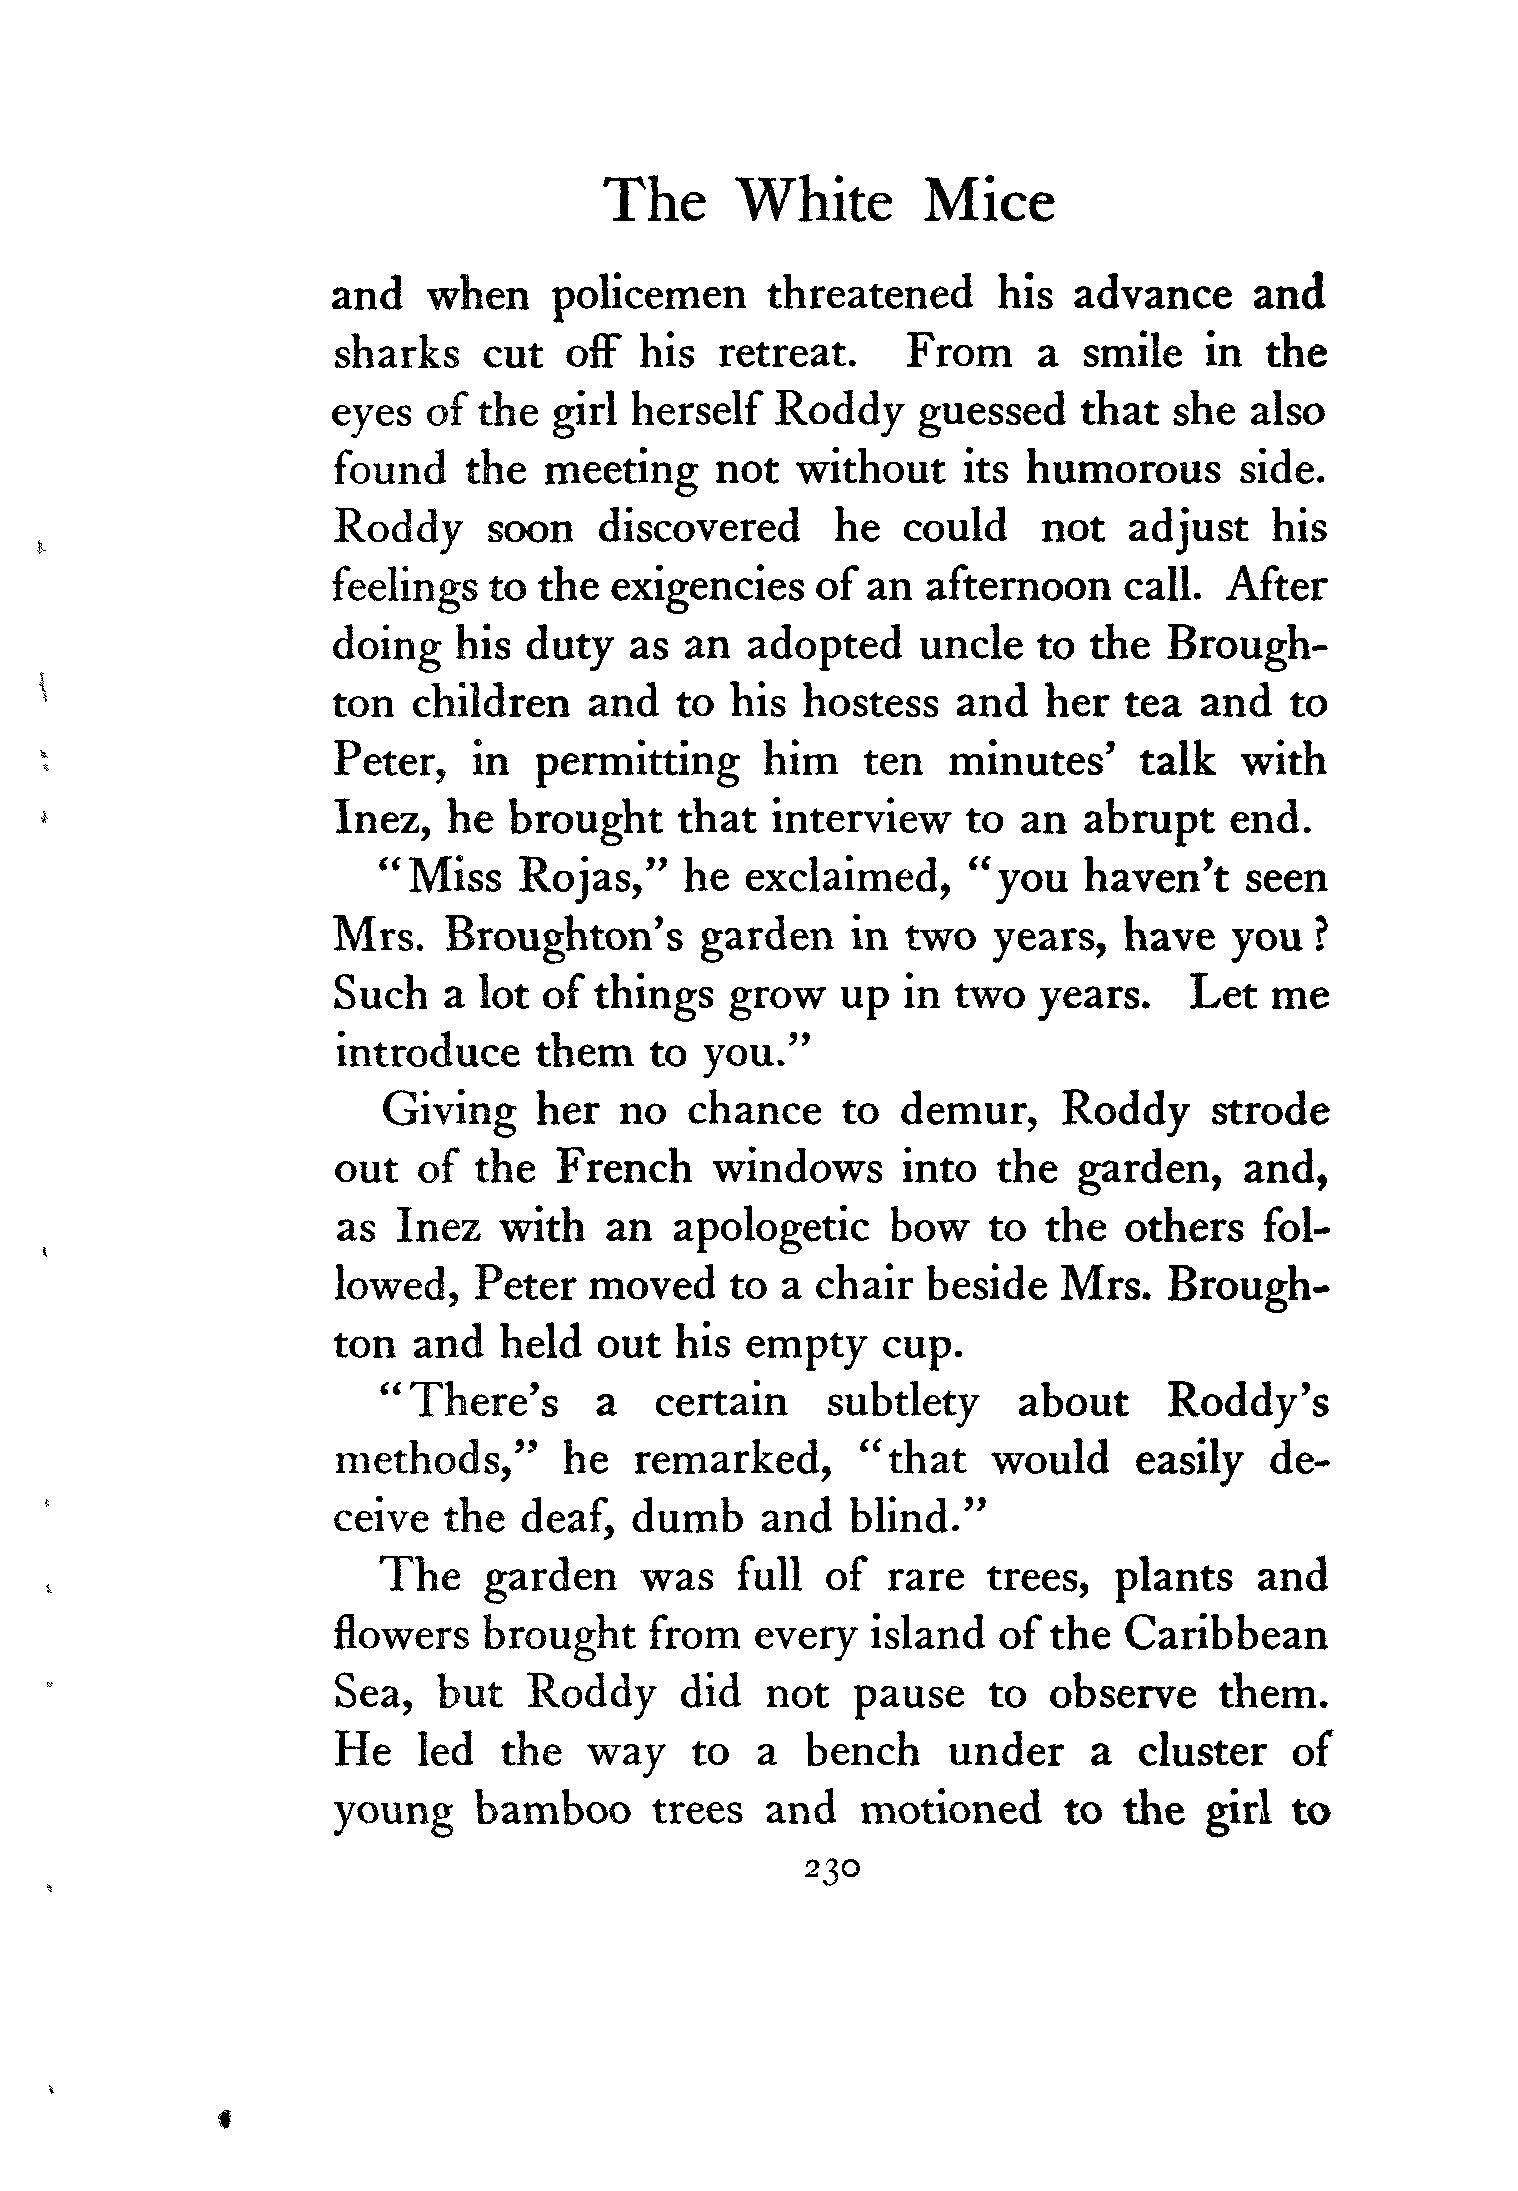 The White Mice
and when policemen threatened his advance and
sharks cut off his retreat. From a smile in the
eyes of the girl herself Roddy guessed that she also
found the meeting not without its humorous side.
Roddy soon discovered he could not adjust his
feelings to the exigencies of an afternoon call. After
doing his duty as an adopted uncle to the Brough-
ton children and to his hostess and her tea and to
Peter, in permitting him ten minutes’ talk with
Inez, he brought that interview to an abrupt end.
“Miss Rojas,” he exclaimed, “you haven’t seen
Mrs. Broughton’s garden in two years, have you?
Such a lot of things grow up in two years. Let me
introduce them to you.”
Giving her no chance to demur, Roddy strode
out of the French windows into the garden, and,
as Inez with an apologetic bow to the others fol-
lowed, Peter moved to a chair beside Mrs. Brough-
ton and held out his empty cup.
“There’s a certain subtlety about Roddy’s
methods,” he remarked, “that would easily de-
ceive the deaf, dumb and blind.”
The garden was full of rare trees, plants and
flowers brought from every island of the Caribbean
Sea, but Roddy did not pause to observe them.
He led the way to a bench under a cluster of
young bamboo trees and motioned to the girl to
230